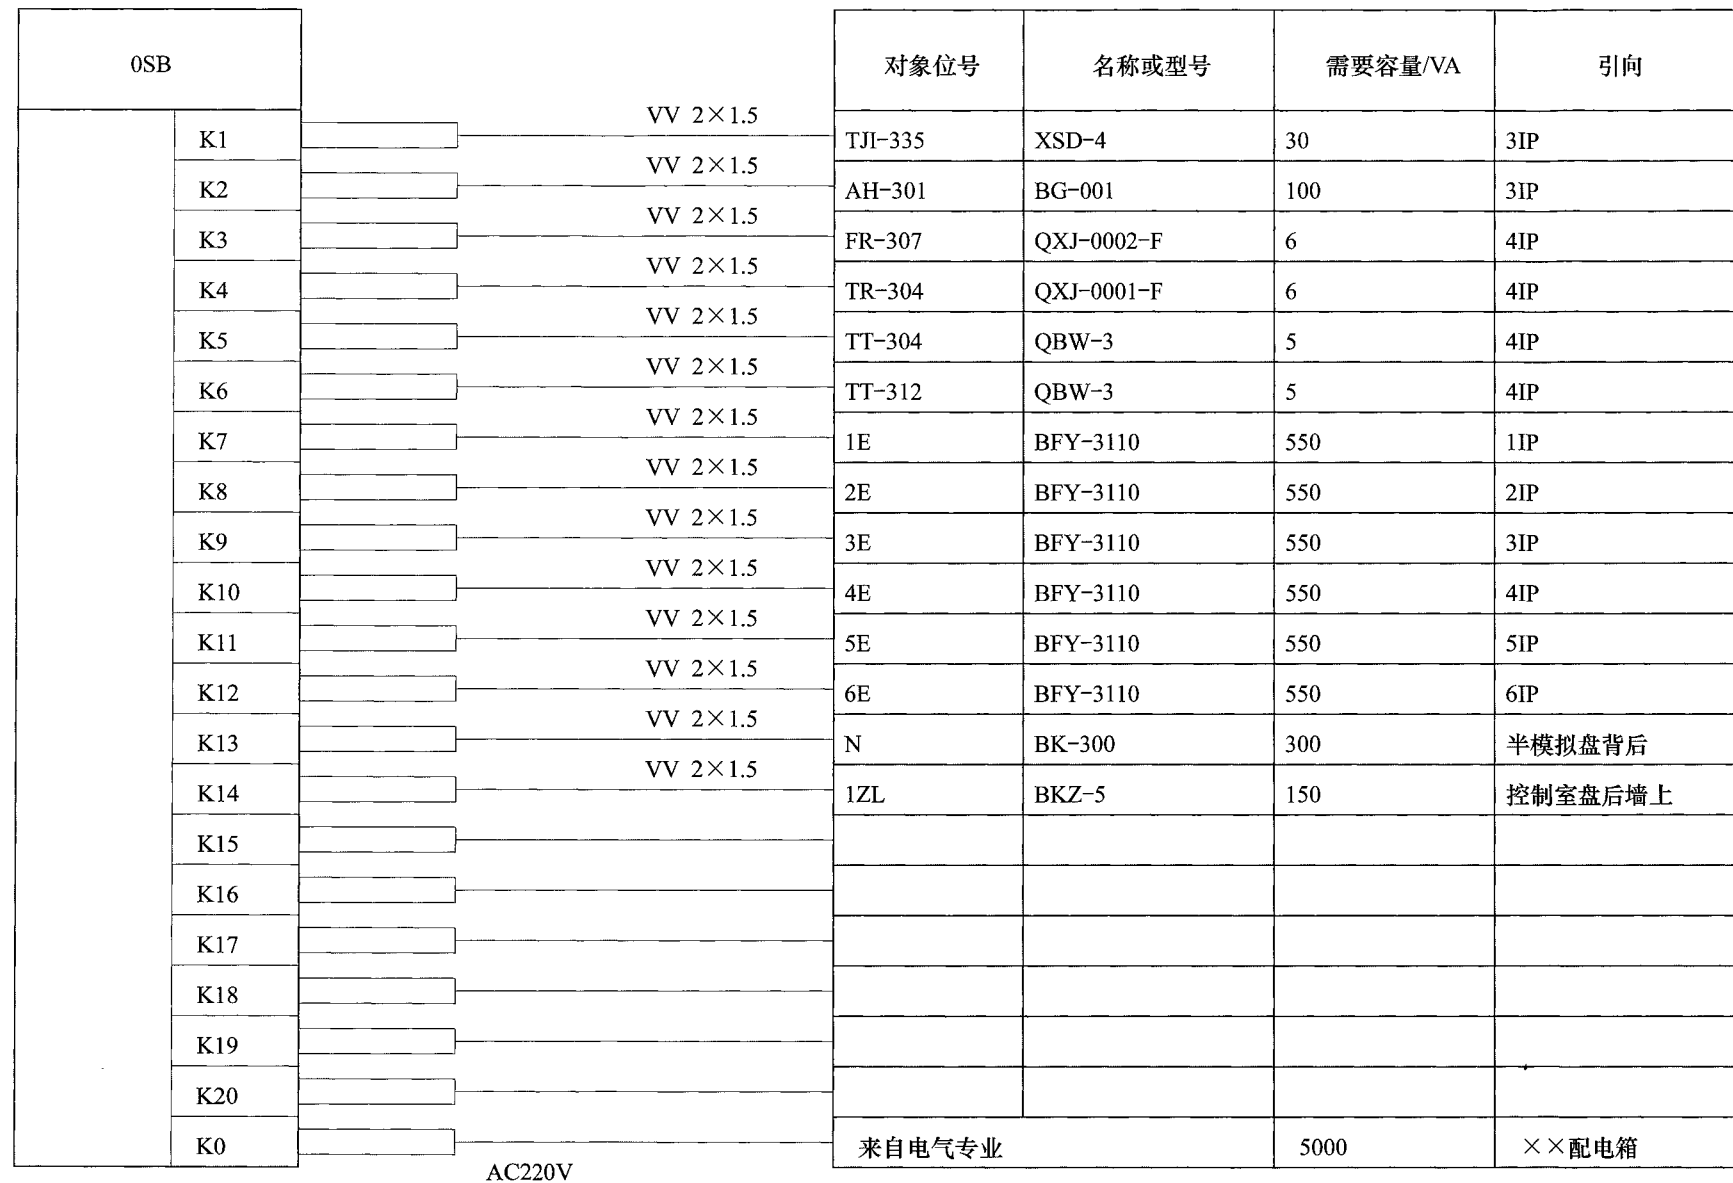 0SB 对象位号 名称或型号 需要容量/VA 引向
K1 VV 2×1.5 TJI-335 XSD-4 30 3IP
K2 VV 2×1.5 AH-301 BG-001 100 3IP
K3 VV 2×1.5 FR-307 QXJ-0002-F 6 4IP
K4 VV 2×1.5 TR-304 QXJ-0001-F 6 4IP
K5 VV 2×1.5 TT-304 QBW-3 5 4IP
K6 VV 2×1.5 TT-312 QBW-3 5 4IP
K7 VV 2×1.5 1E BFY-3110 550 1IP
K8 VV 2×1.5 2E BFY-3110 550 2IP
K9 VV 2×1.5 3E BFY-3110 550 3IP
K10 VV 2×1.5 4E BFY-3110 550 4IP
K11 VV 2×1.5 5E BFY-3110 550 5IP
K12 VV 2×1.5 6E BFY-3110 550 6IP
K13 VV 2×1.5 N BK-300 300 半模拟盘背后
K14 VV 2×1.5 1ZL BKZ-5 150 控制室盘后墙上
K15
K16
K17
K18
K19
K20
K0 来自电气专业 5000 ××配电箱
AC220V